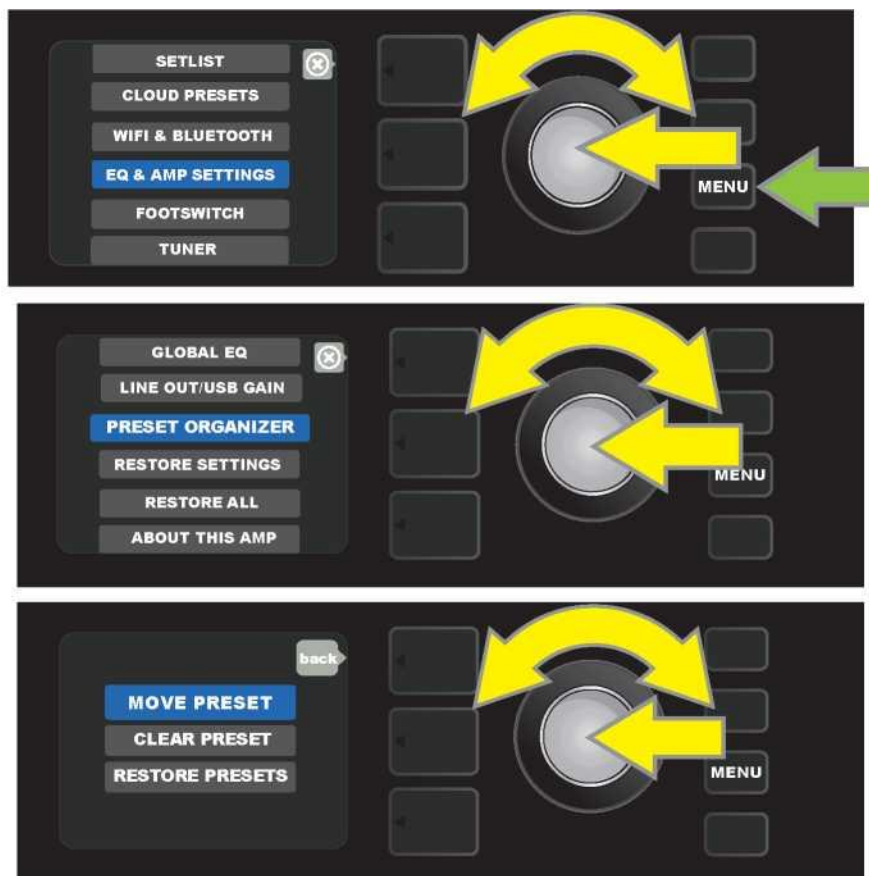 SETLIST
CLOUD PRESETS
WIFI & BLUETOOTH
EQ & AMP SETTINGS
FOOTSWITCH
TUNER
MENU
GLOBAL EQ
LINE OUT/USB GAIN
PRESET ORGANIZER
RESTORE SETTINGS
RESTORE ALL
ABOUT THIS AMP
MENU
back
MOVE PRESET
CLEAR PRESET
RESTORE PRESETS
MENU